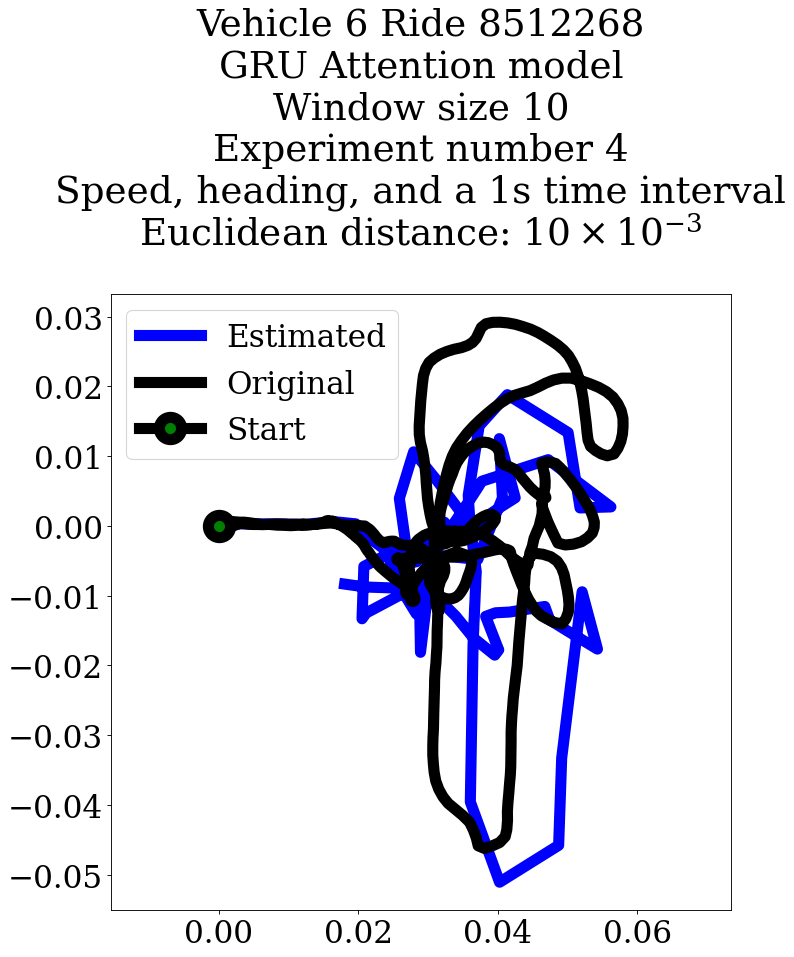 Vehicle 6 Ride 8512268
GRU Attention model
Window size 10
Experiment number 4
Speed, heading, and a 1s time interval
Euclidean distance: 10 × 10⁻³
Estimated
Original
Start
0.03
0.02
0.01
0.00
−0.01
−0.02
−0.03
−0.04
−0.05
0.00 0.02 0.04 0.06